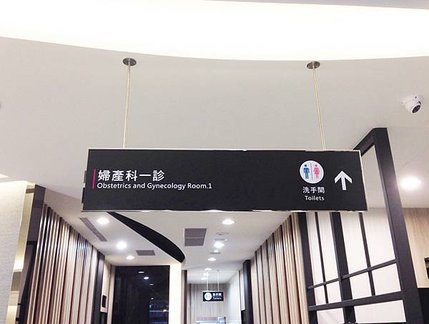 婦產科一診
Obstetrics and Gynecology Room.1
洗手間
Toilets